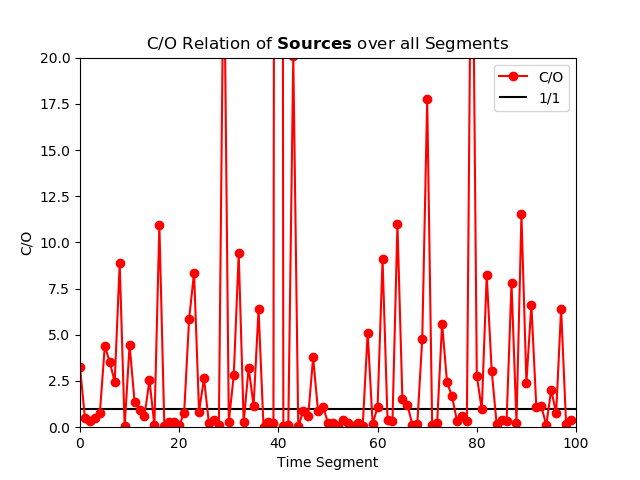 C/O Relation of Sources over all Segments
20.0
17.5
15.0
12.5
10.0
7.5
5.0
2.5
0.0
C/O
C/O
1/1
0 20 40 60 80 100
Time Segment